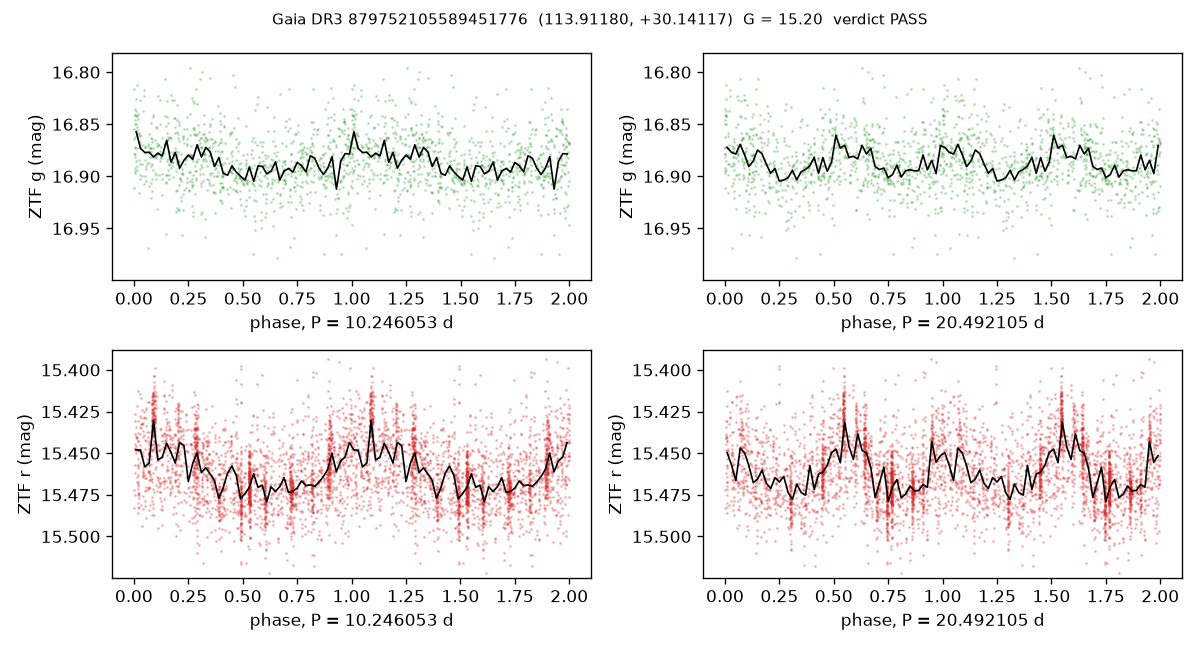 Gaia DR3 879752105589451776 (113.91180, +30.14117) G = 15.20 verdict PASS
ZTF g (mag)
16.80
16.85
16.90
16.95
0.00 0.25 0.50 0.75 1.00 1.25 1.50 1.75 2.00
phase, P = 10.246053 d
ZTF g (mag)
16.80
16.85
16.90
16.95
0.00 0.25 0.50 0.75 1.00 1.25 1.50 1.75 2.00
phase, P = 20.492105 d
ZTF r (mag)
15.400
15.425
15.450
15.475
15.500
0.00 0.25 0.50 0.75 1.00 1.25 1.50 1.75 2.00
phase, P = 10.246053 d
ZTF r (mag)
15.400
15.425
15.450
15.475
15.500
0.00 0.25 0.50 0.75 1.00 1.25 1.50 1.75 2.00
phase, P = 20.492105 d